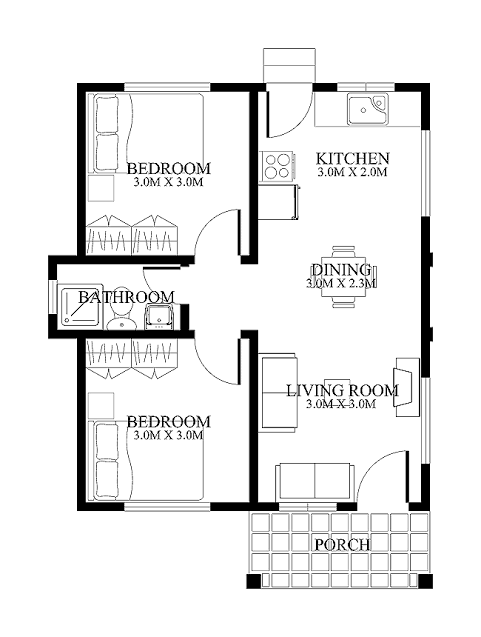 BEDROOM
3.0M X 3.0M
KITCHEN
3.0M X 2.0M
DINING
3.0M X 2.3M
BATHROOM
LIVING ROOM
3.0M X 3.0M
BEDROOM
3.0M X 3.0M
PORCH